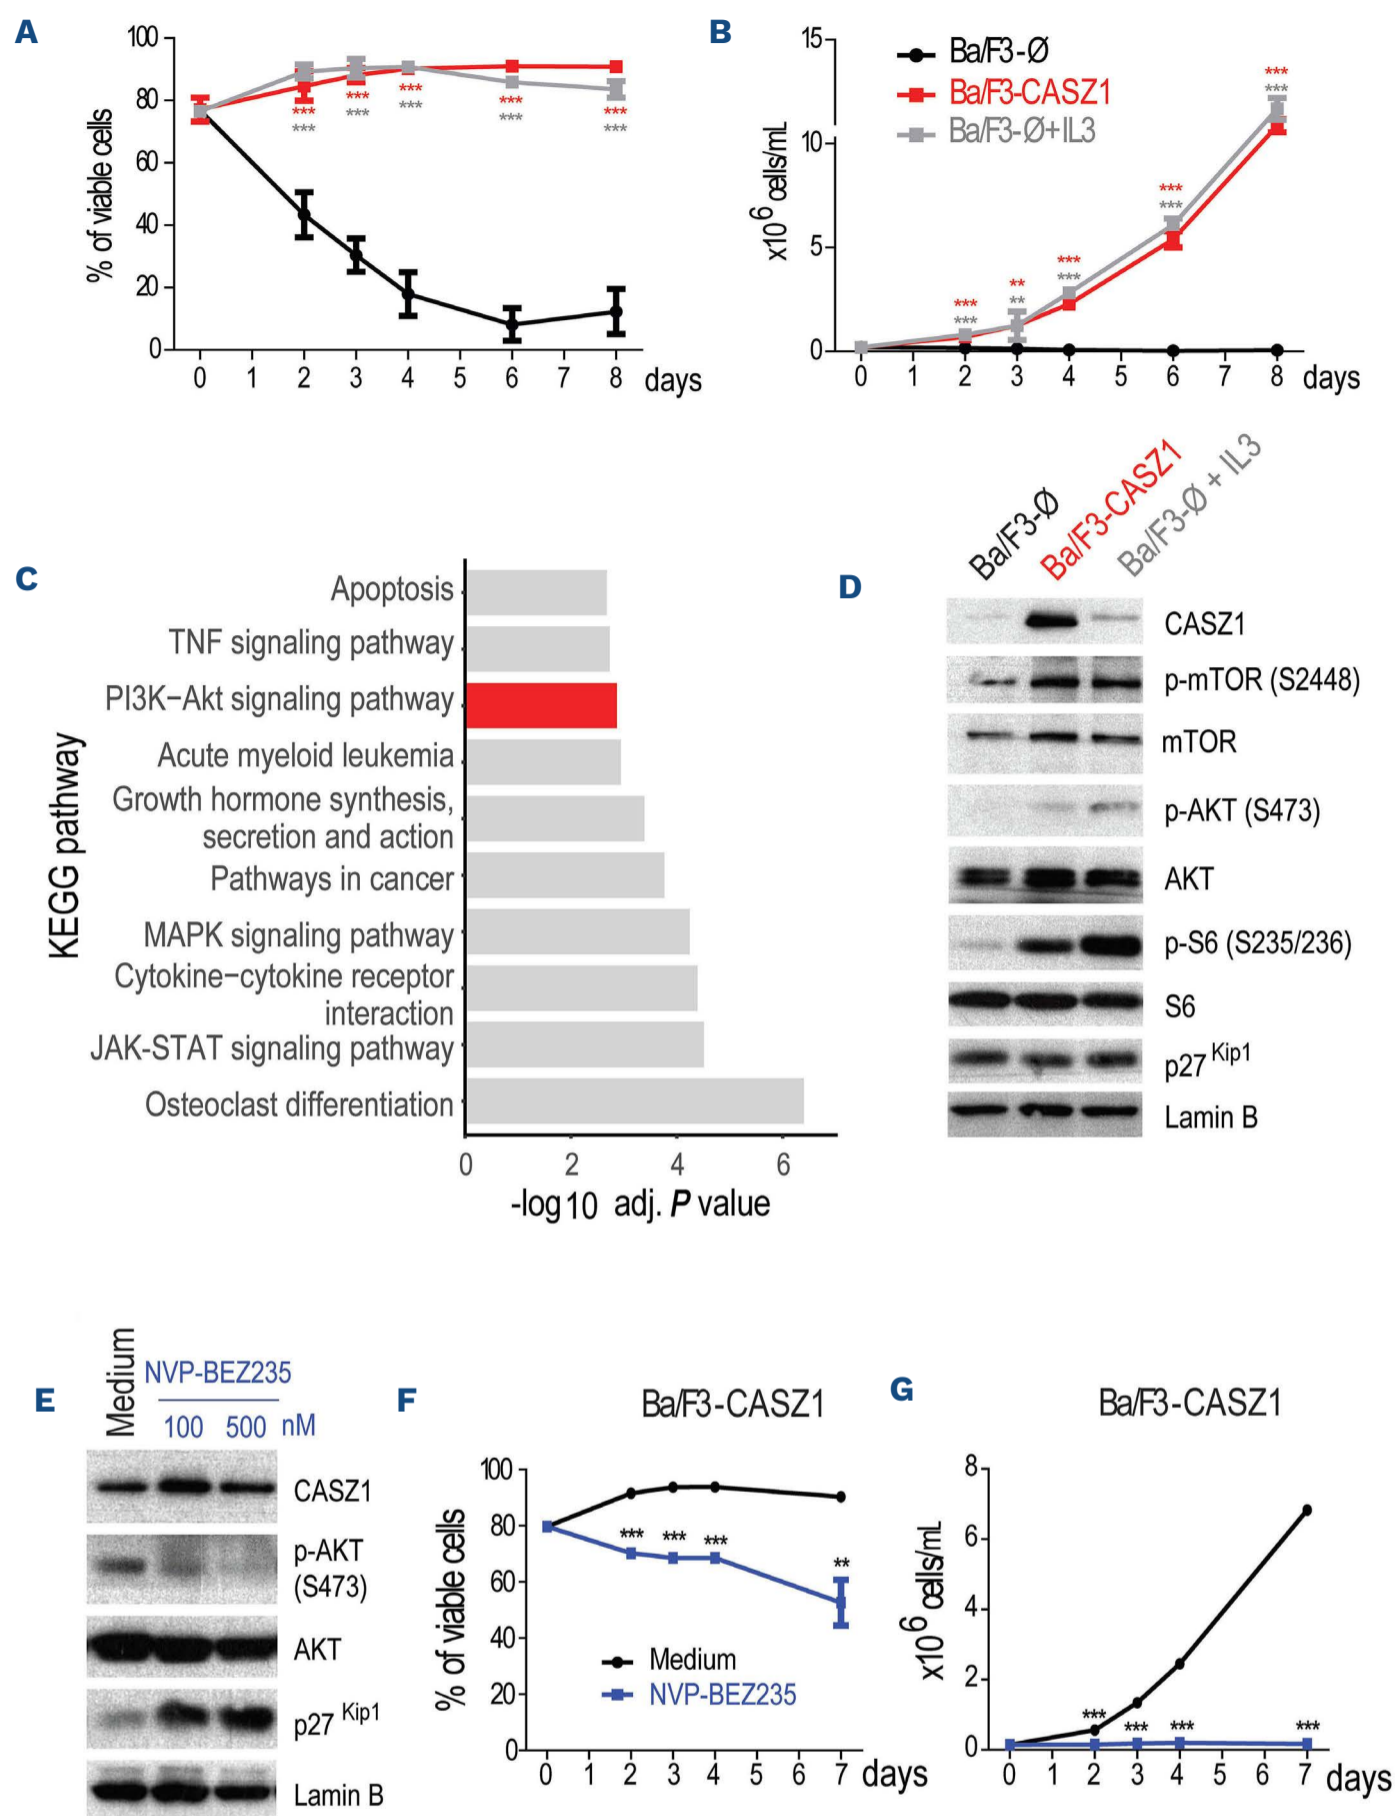 A
100
80
60
40
20
0
% of viable cells
***
***
***
***
***
***
***
***
***
***
0 1 2 3 4 5 6 7 8 days
B
15
10
5
0
x10⁶ cells/mL
Ba/F3-Ø
Ba/F3-CASZ1
Ba/F3-Ø+IL3
***
***
**
**
***
***
***
***
***
***
0 1 2 3 4 5 6 7 8 days
C
KEGG pathway
Apoptosis
TNF signaling pathway
PI3K−Akt signaling pathway
Acute myeloid leukemia
Growth hormone synthesis,
secretion and action
Pathways in cancer
MAPK signaling pathway
Cytokine−cytokine receptor
interaction
JAK-STAT signaling pathway
Osteoclast differentiation
0 2 4 6
-log10 adj. P value
D
Ba/F3-Ø
Ba/F3-CASZ1
Ba/F3-Ø + IL3
CASZ1
p-mTOR (S2448)
mTOR
p-AKT (S473)
AKT
p-S6 (S235/236)
S6
p27 Kip1
Lamin B
E
Medium
NVP-BEZ235
100 500 nM
CASZ1
p-AKT
(S473)
AKT
p27 Kip1
Lamin B
F
Ba/F3-CASZ1
100
80
60
40
20
0
% of viable cells
***
***
***
**
Medium
NVP-BEZ235
0 1 2 3 4 5 6 7 days
G
Ba/F3-CASZ1
8
6
4
2
0
x10⁶ cells/mL
***
***
***
***
0 1 2 3 4 5 6 7 days